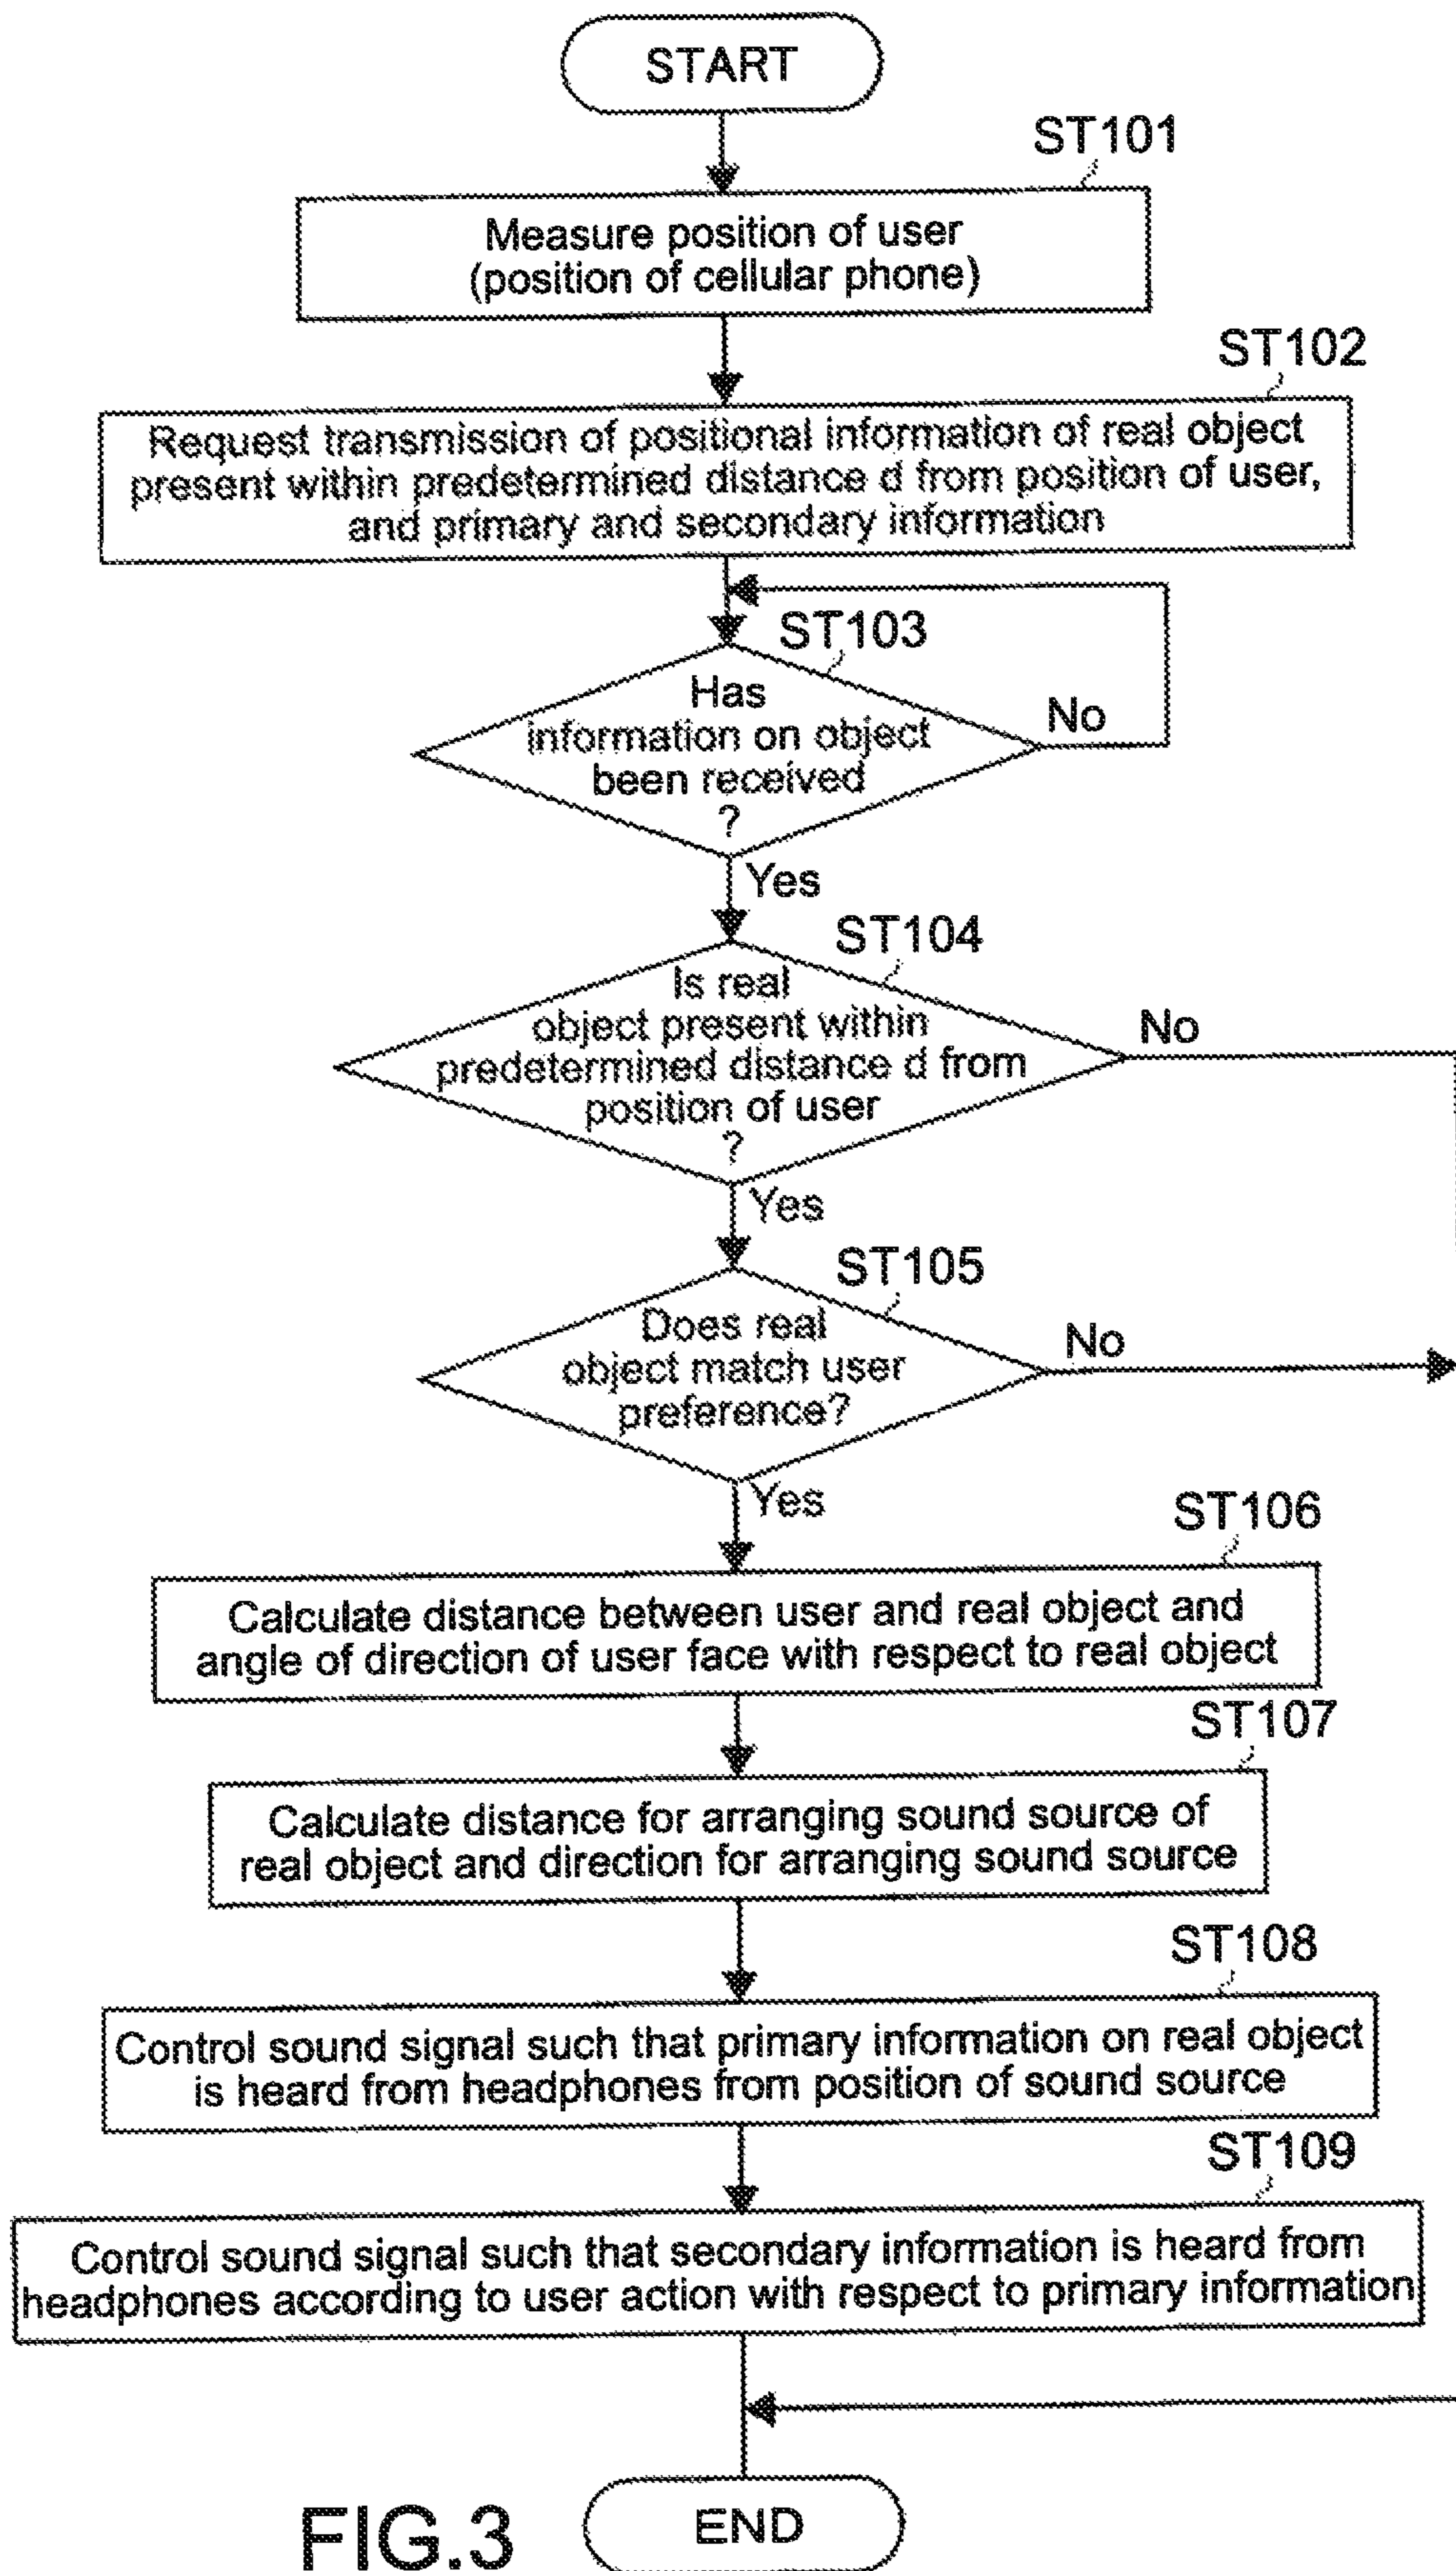 START
ST101
Measure position of user
(position of cellular phone)
ST102
Request transmission of positional information of real object
present within predetermined distance d from position of user,
and primary and secondary information
ST103
Has
information on object
been received
?
No
Yes
ST104
Is real
object present within
predetermined distance d from
position of user
?
No
Yes
ST105
Does real
object match user
preference?
No
Yes
ST106
Calculate distance between user and real object and
angle of direction of user face with respect to real object
ST107
Calculate distance for arranging sound source of
real object and direction for arranging sound source
ST108
Control sound signal such that primary information on real object
is heard from headphones from position of sound source
ST109
Control sound signal such that secondary information is heard from
headphones according to user action with respect to primary information
END
FIG.3